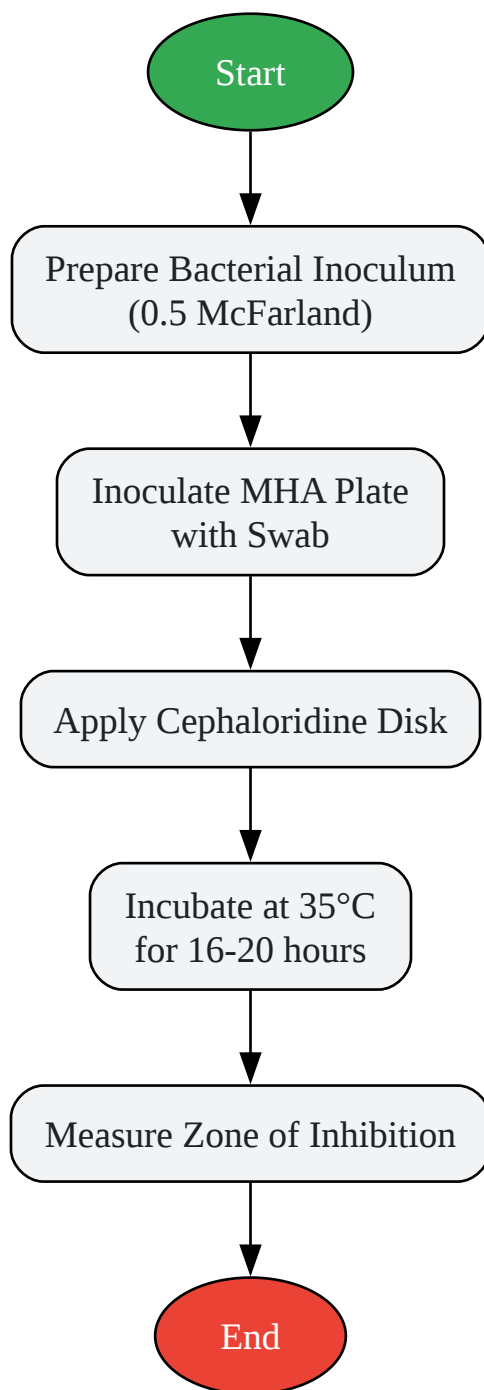 Start
Prepare Bacterial Inoculum
(0.5 McFarland)
Inoculate MHA Plate
with Swab
Apply Cephaloridine Disk
Incubate at 35°C
for 16-20 hours
Measure Zone of Inhibition
End